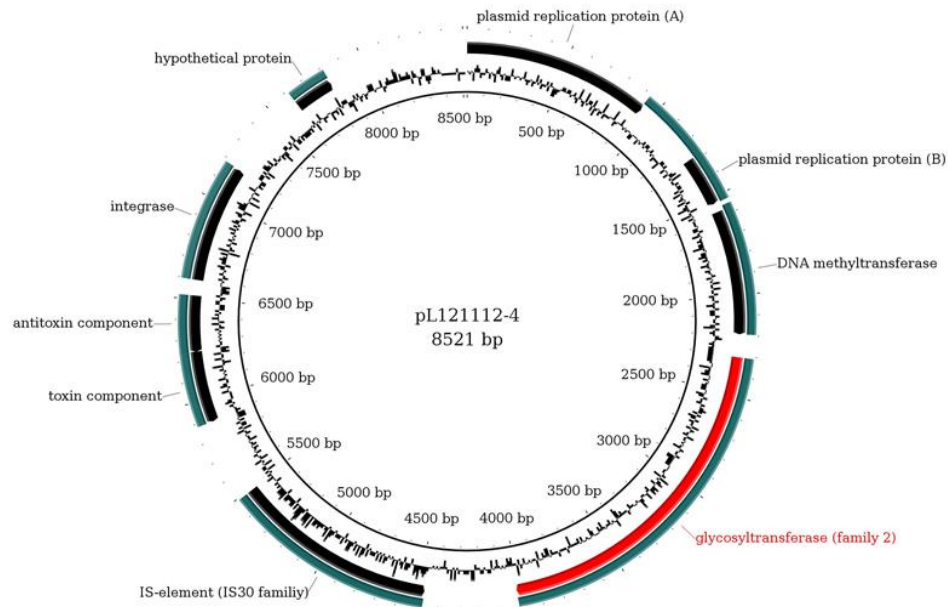 plasmid replication protein (A)
hypothetical protein
8500 bp
8000 bp
500 bp
plasmid replication protein (B)
1000 bp
7500 bp
integrase
1500 bp
7000 bp
DNA methyltransferase
2000 bp
6500 bp
pL121112-4
antitoxin component
8521 bp
2500 bp
6000 bp
toxin component
3000 bp
5500 bp
3500 bp
5000 bp
4500 bp
4000 bp
glycosyltransferase (family 2)
IS-element (IS30 familiy)